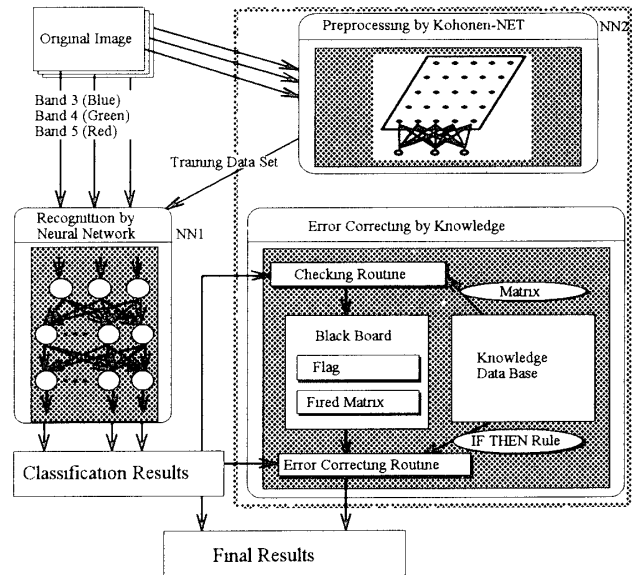 Original Image
Preprocessing by Kohonen-NET
NN2
Band 3 (Blue)
Band 4 (Green)
Band 5 (Red)
Training Data Set
Recognition by
Neural Network
NN1
Error Correcting by Knowledge
Checking Routine
Matrix
Black Board
Flag
Fired Matrix
Knowledge
Data Base
IF THEN Rule
Error Correcting Routine
Classification Results
Final Results